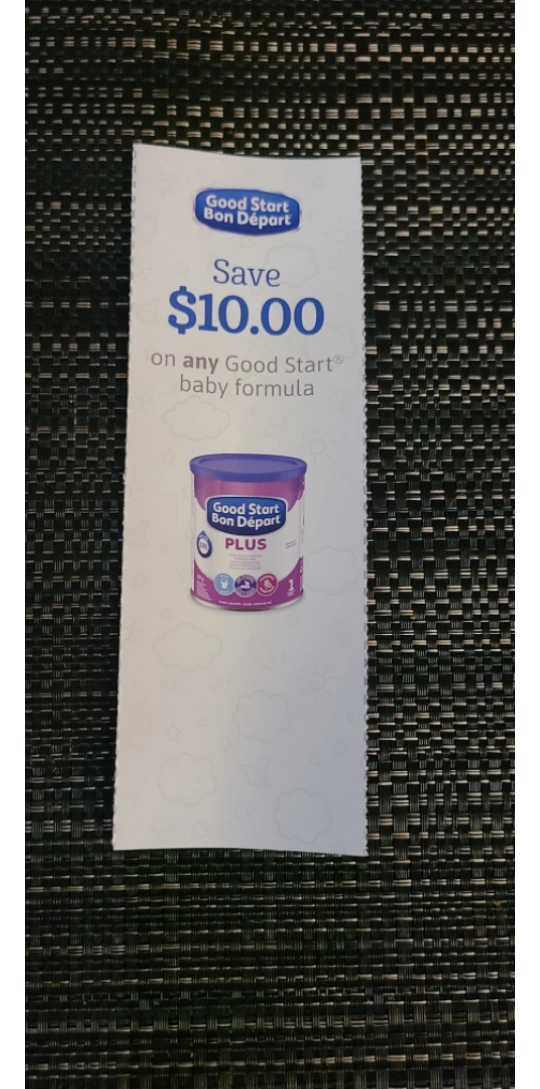 Good Start
Bon Départ
Save
$10.00
on any Good Start®
baby formula
Good Start
Bon Départ
PLUS
1